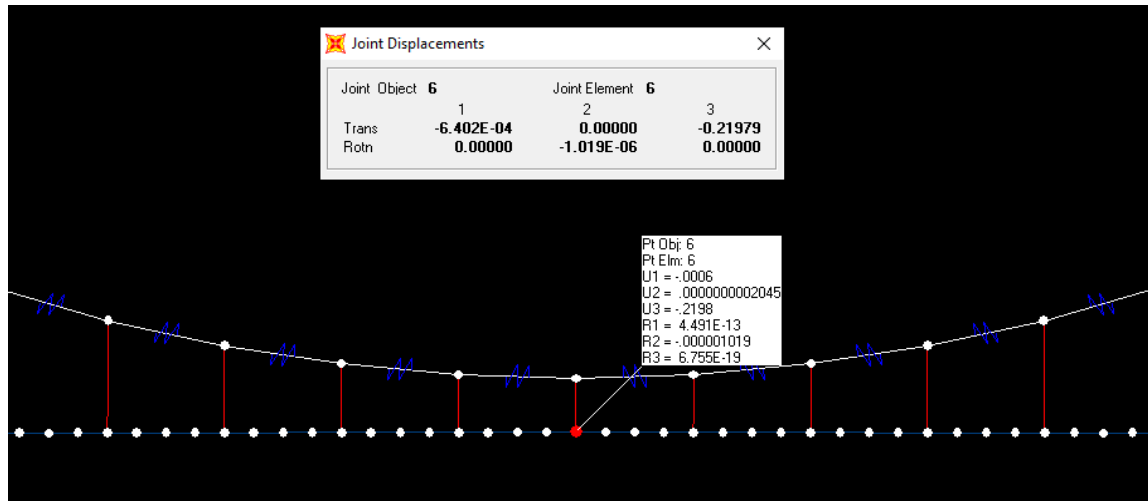 Joint Displacements
Joint Object 6 Joint Element 6
1 2 3
Trans -6.402E-04 0.00000 -0.21979
Rotn 0.00000 -1.019E-06 0.00000
Pt Obj: 6
Pt Elm: 6
U1 = -.0006
U2 = .0000000002045
U3 = -.2198
R1 = 4.491E-13
R2 = -.000001019
R3 = 6.755E-19